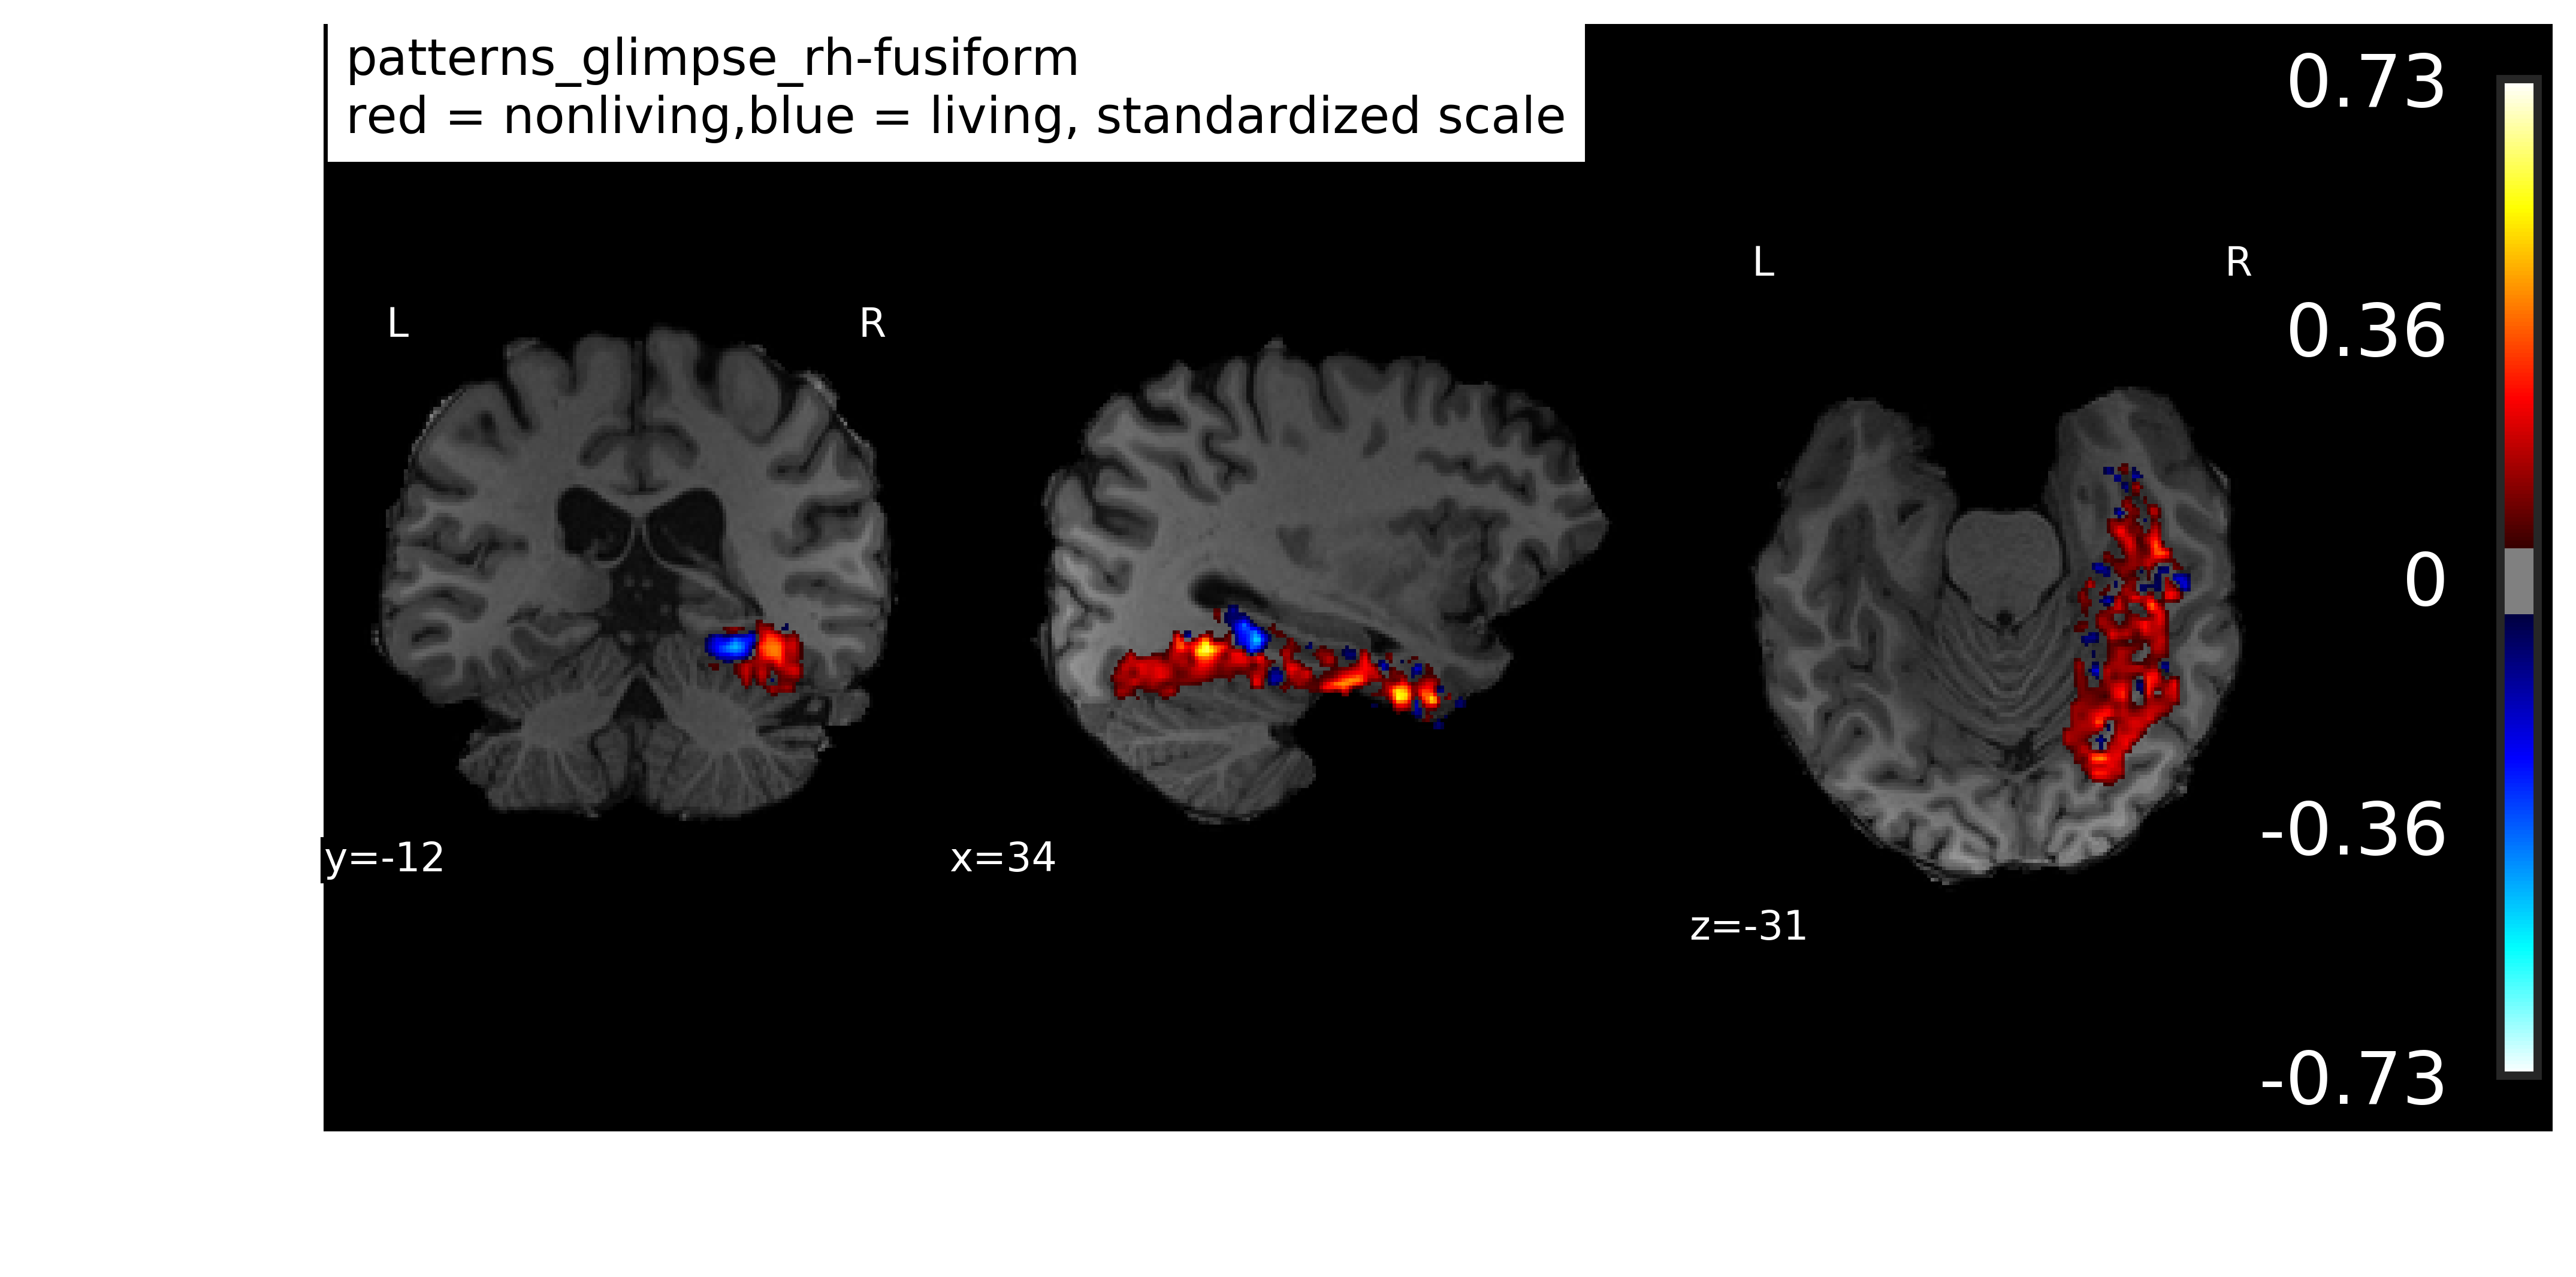 patterns_glimpse_rh-fusiform
red = nonliving,blue = living, standardized scale
0.73
L R
L R
0.36
0
-0.36
y=-12
x=34
z=-31
-0.73